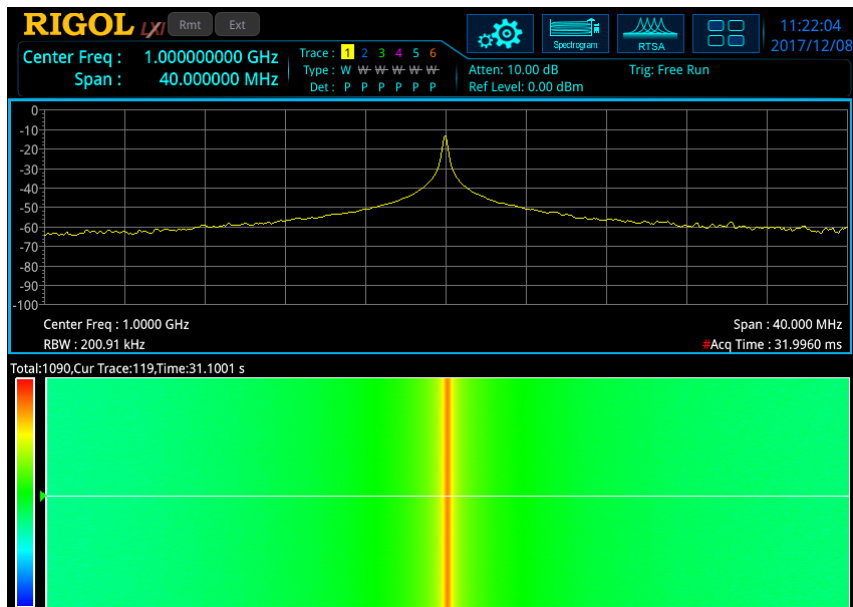 RIGOL LXI Rmt Ext
Spectrogram
RTSA
11:22:04
2017/12/08
Center Freq : 1.000000000 GHz
Span : 40.000000 MHz
Trace : 1 2 3 4 5 6
Type : W W W W W W
Det : P P P P P P
Atten: 10.00 dB
Trig: Free Run
Ref Level: 0.00 dBm
0
-10
-20
-30
-40
-50
-60
-70
-80
-90
-100
Center Freq : 1.0000 GHz
Span : 40.000 MHz
RBW : 200.91 kHz
#Acq Time : 31.9960 ms
Total:1090,Cur Trace:119,Time:31.1001 s